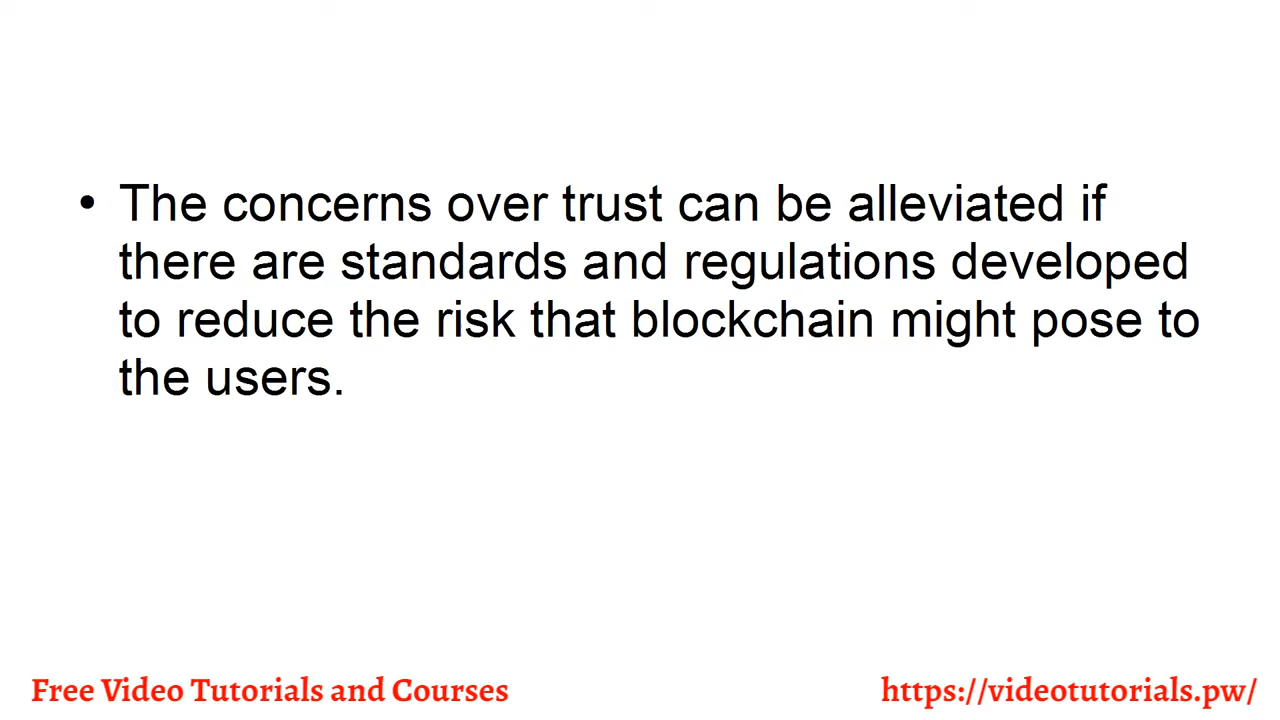 • The concerns over trust can be alleviated if
there are standards and regulations developed
to reduce the risk that blockchain might pose to
the users.
Free Video Tutorials and Courses
https://videotutorials.pw/